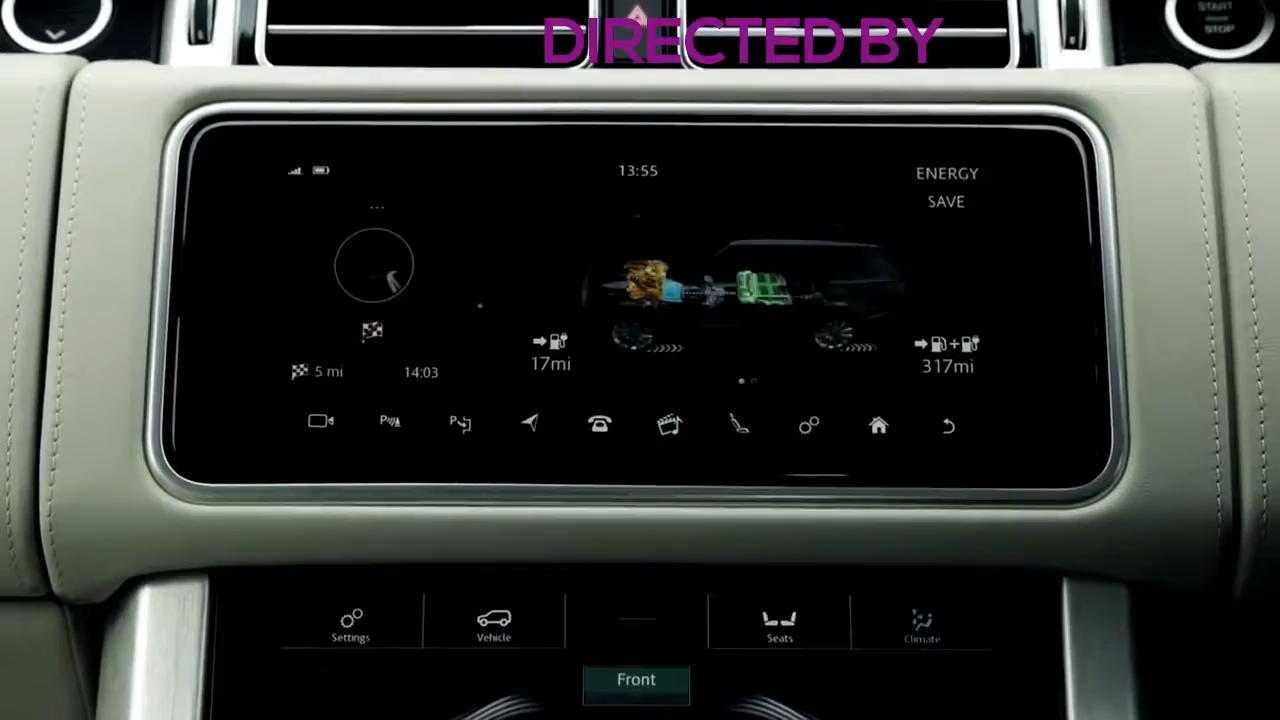 START
STOP
DIRECTED BY
13:55
ENERGY
SAVE
17mi
317mi
5 mi
14:03
P
P
Settings
Vehicle
Seats
Climate
Front